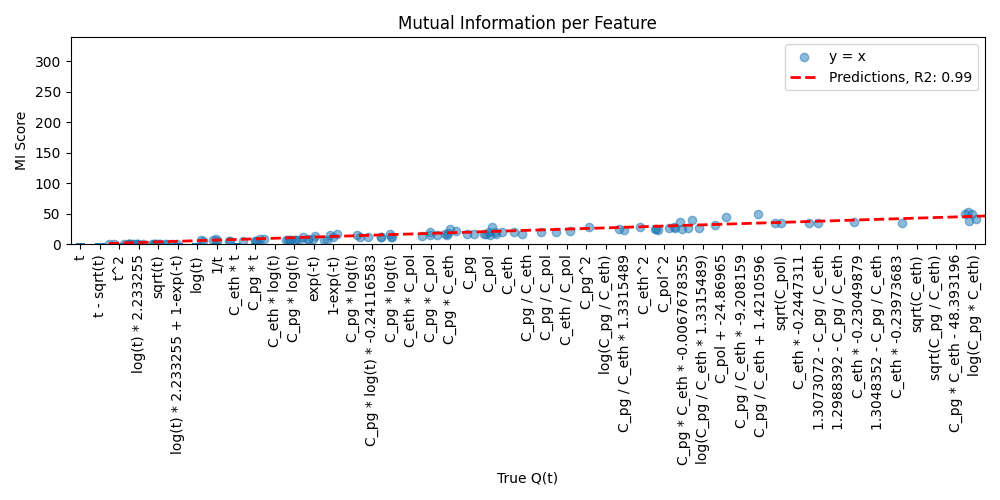 Mutual Information per Feature
MI Score
300
250
200
150
100
50
0
y = x
Predictions, R2: 0.99
t
t - sqrt(t)
t^2
log(t) * 2.233255
sqrt(t)
log(t) * 2.233255 + 1-exp(-t)
log(t)
1/t
C_eth * t
C_pg * t
C_eth * log(t)
C_pg * log(t)
exp(-t)
1-exp(-t)
C_pg * log(t)
C_pg * log(t) * -0.24116583
C_pg * log(t)
C_eth * C_pol
C_pg * C_pol
C_pg * C_eth
C_pg
C_pol
C_eth
C_pg / C_eth
C_pg / C_pol
C_eth / C_pol
C_pg^2
log(C_pg / C_eth)
C_pg / C_eth * 1.3315489
C_eth^2
C_pol^2
C_pg * C_eth * -0.0067678355
log(C_pg / C_eth * 1.3315489)
C_pol + -24.86965
C_pg / C_eth * -9.208159
C_pg / C_eth + 1.4210596
sqrt(C_pol)
C_eth * -0.2447311
1.3073072 - C_pg / C_eth
1.2988392 - C_pg / C_eth
C_eth * -0.23049879
1.3048352 - C_pg / C_eth
C_eth * -0.23973683
sqrt(C_eth)
sqrt(C_pg / C_eth)
C_pg * C_eth - 48.393196
log(C_pg * C_eth)
True Q(t)